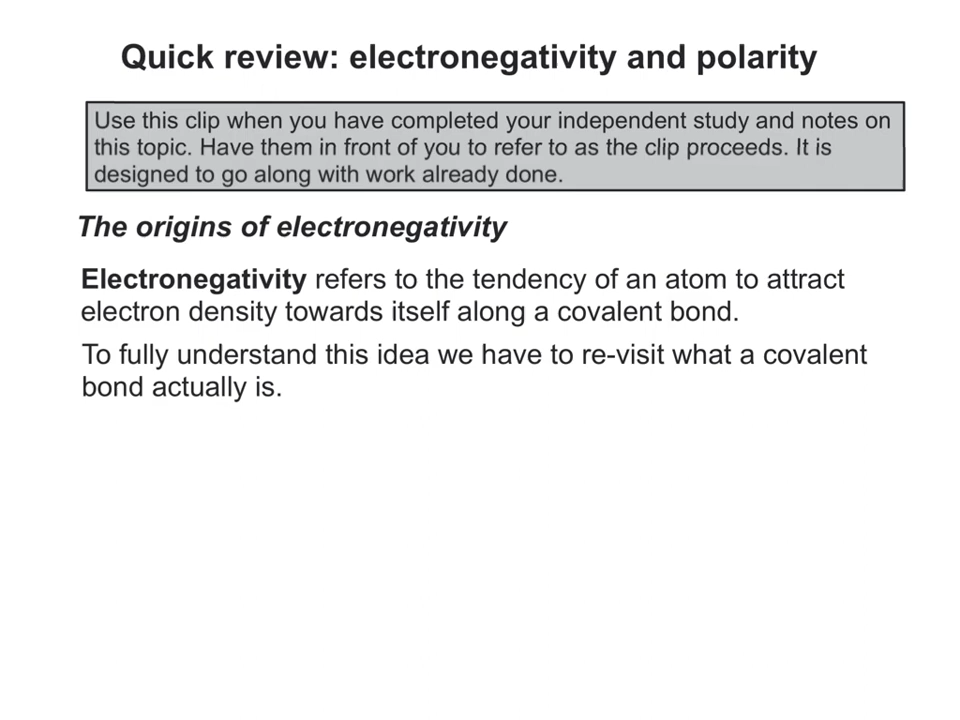 Quick review: electronegativity and polarity
Use this clip when you have completed your independent study and notes on
this topic. Have them in front of you to refer to as the clip proceeds. It is
designed to go along with work already done.
The origins of electronegativity
Electronegativity refers to the tendency of an atom to attract
electron density towards itself along a covalent bond.
To fully understand this idea we have to re-visit what a covalent
bond actually is.